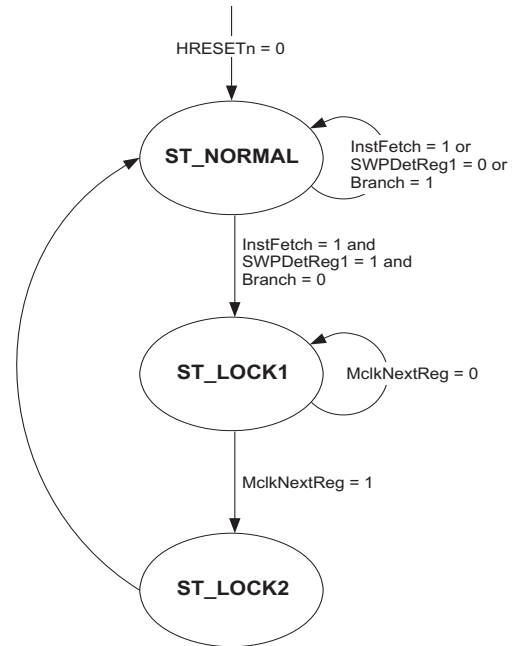 HRESETn = 0
ST_NORMAL
InstFetch = 1 or
SWPDetReg1 = 0 or
Branch = 1
InstFetch = 1 and
SWPDetReg1 = 1 and
Branch = 0
ST_LOCK1
MclkNextReg = 0
MclkNextReg = 1
ST_LOCK2